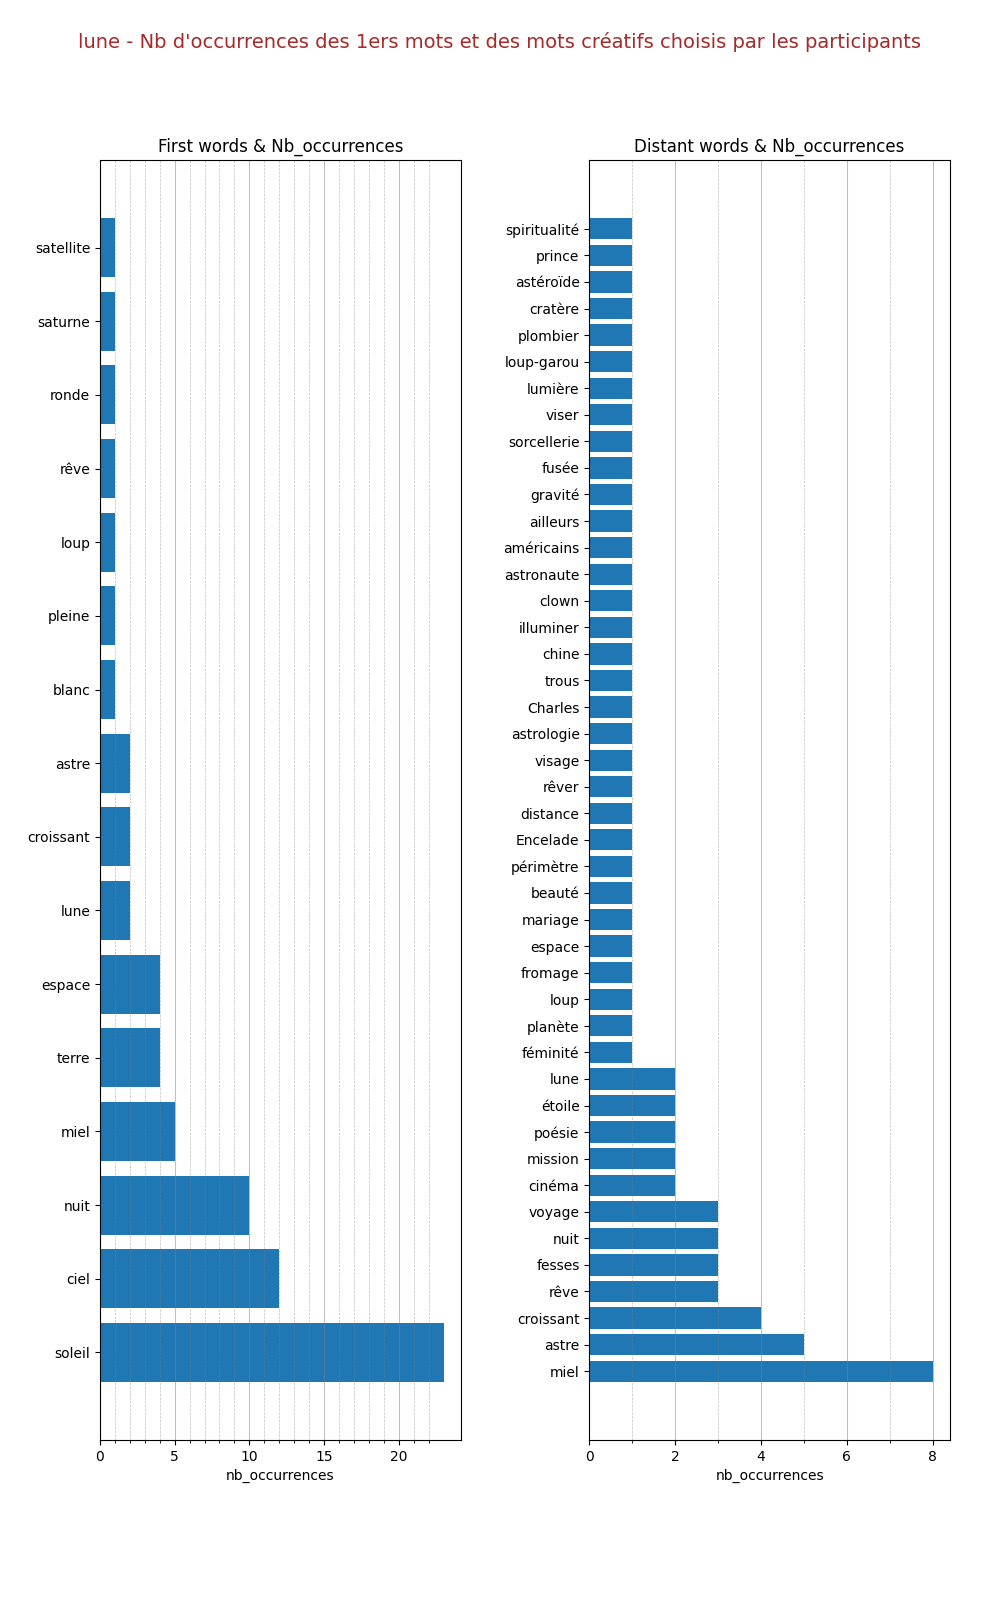 lune - Nb d'occurrences des 1ers mots et des mots créatifs choisis par les participants
First words & Nb_occurrences
satellite
saturne
ronde
rêve
loup
pleine
blanc
astre
croissant
lune
espace
terre
miel
nuit
ciel
soleil
0 5 10 15 20
nb_occurrences
Distant words & Nb_occurrences
spiritualité
prince
astéroïde
cratère
plombier
loup-garou
lumière
viser
sorcellerie
fusée
gravité
ailleurs
américains
astronaute
clown
illuminer
chine
trous
Charles
astrologie
visage
rêver
distance
Encelade
périmètre
beauté
mariage
espace
fromage
loup
planète
féminité
lune
étoile
poésie
mission
cinéma
voyage
nuit
fesses
rêve
croissant
astre
miel
0 2 4 6 8
nb_occurrences